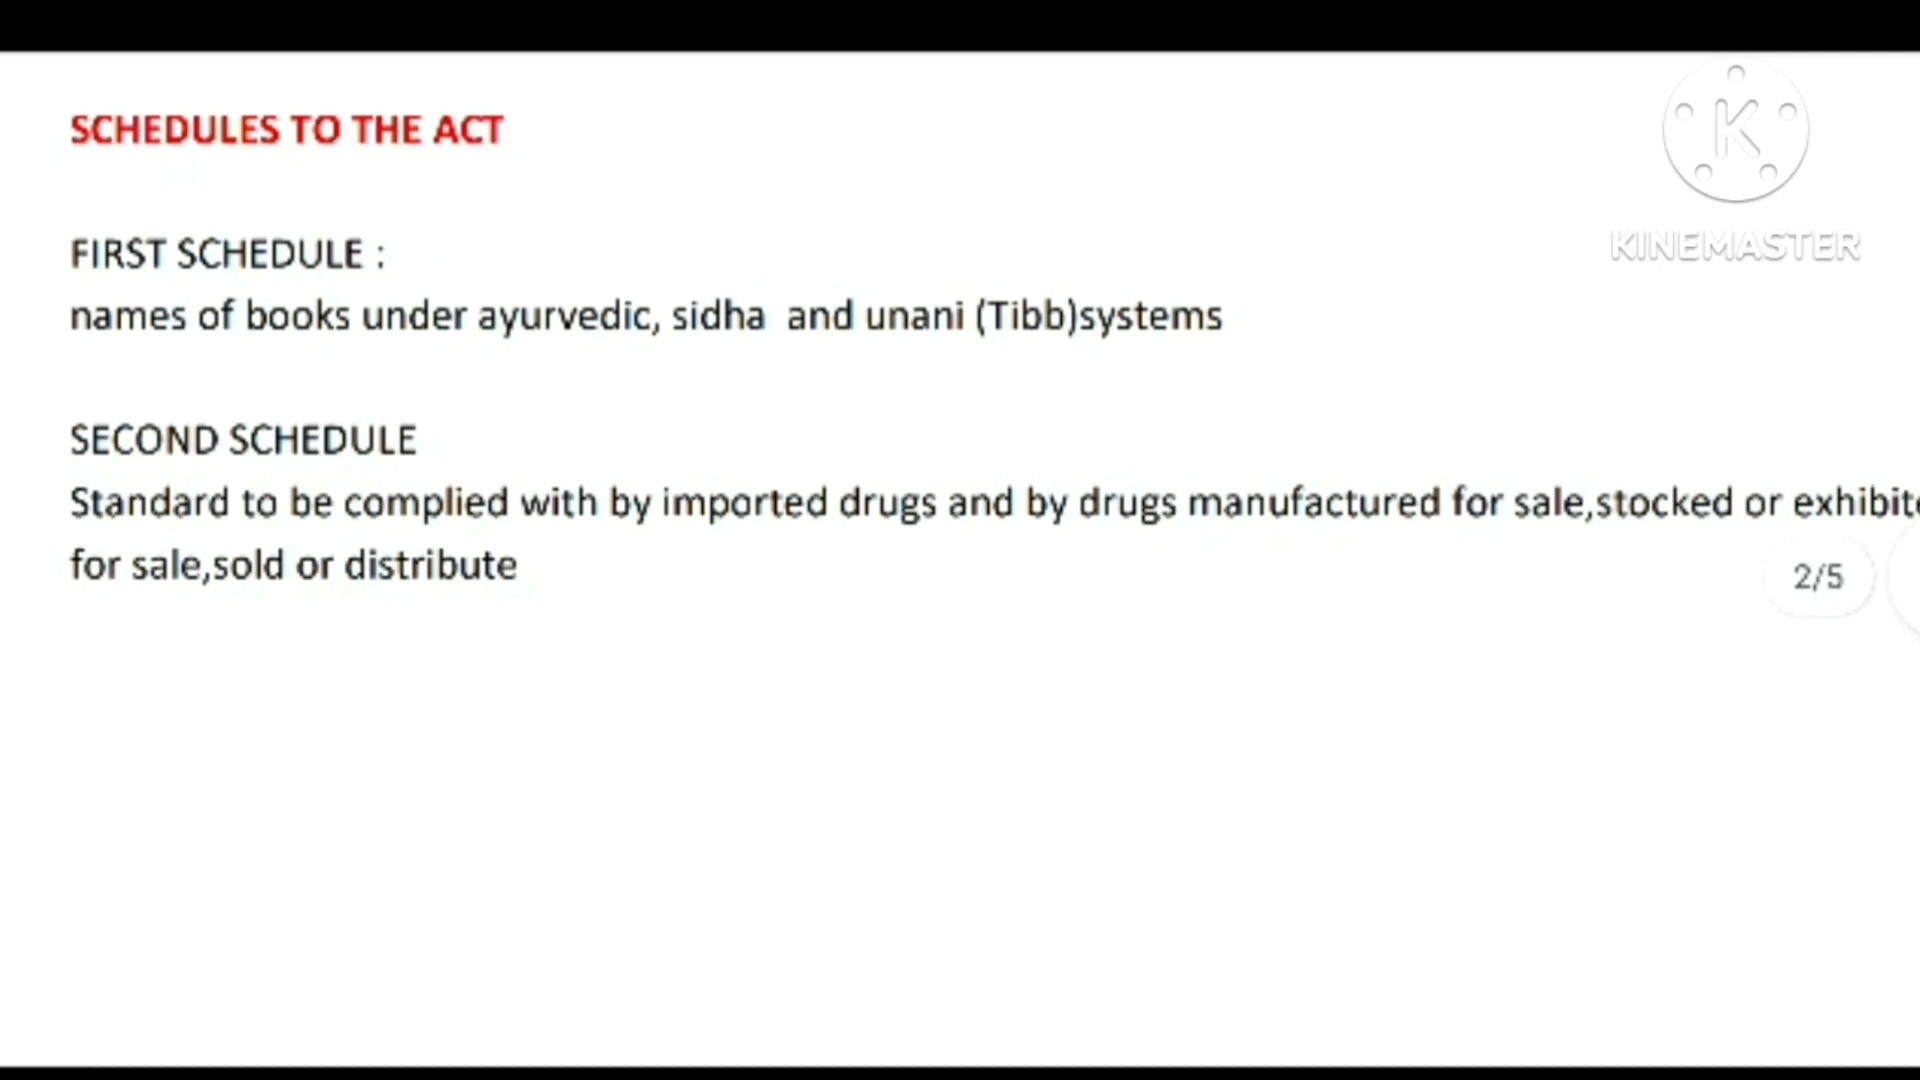 SCHEDULES TO THE ACT
K
KINEMASTER
FIRST SCHEDULE :
names of books under ayurvedic, sidha and unani (Tibb)systems
SECOND SCHEDULE
Standard to be complied with by imported drugs and by drugs manufactured for sale,stocked or
for sale,sold or distribute
2/5